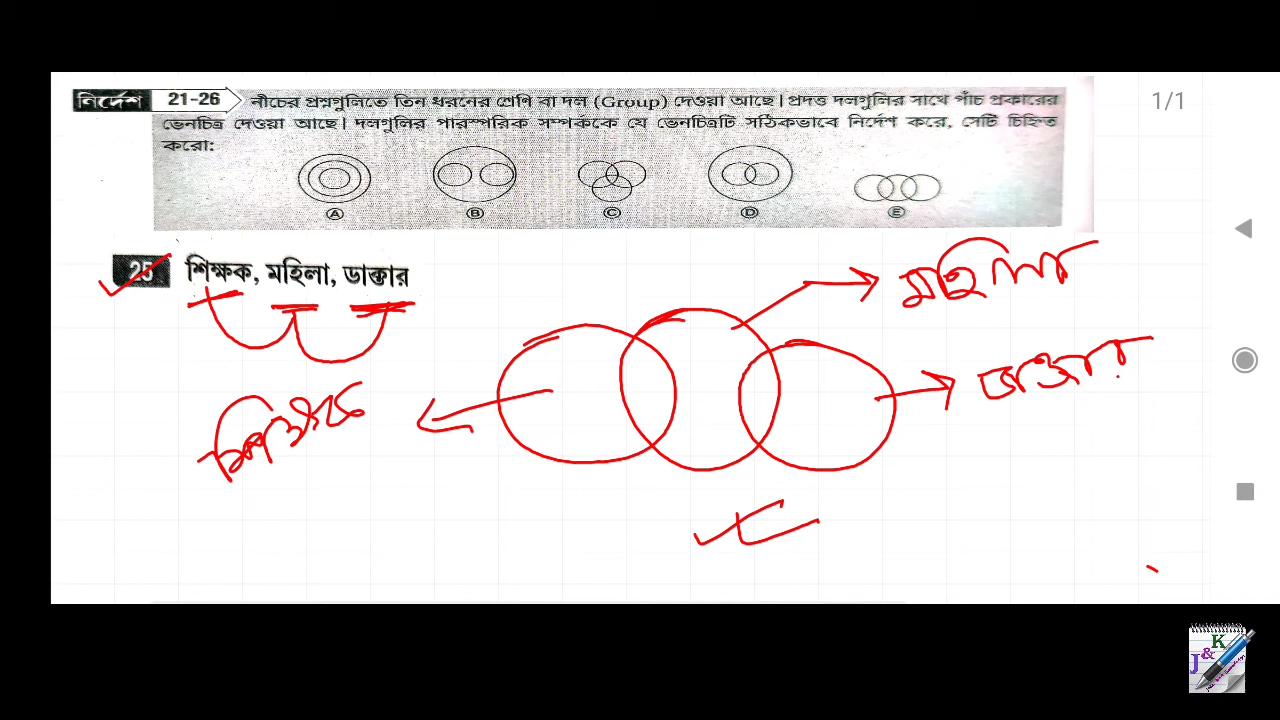 নির্দেশ 21-26 নীচের প্রশ্নগুলিতে তিন ধরনের শ্রেণি বা দল (Group) দেওয়া আছে। প্রদত্ত দলগুলির সাথে পাঁচ প্রকারের
ভেনচিত্র দেওয়া আছে। দলগুলির পারস্পরিক সম্পর্ককে যে ভেনচিত্রটি সঠিকভাবে নির্দেশ করে, সেটি চিহ্নিত
করো:
1/1
A B C D E
25 শিক্ষক, মহিলা, ডাক্তার
মহিলা
ডাক্তার
শিক্ষক
J & K